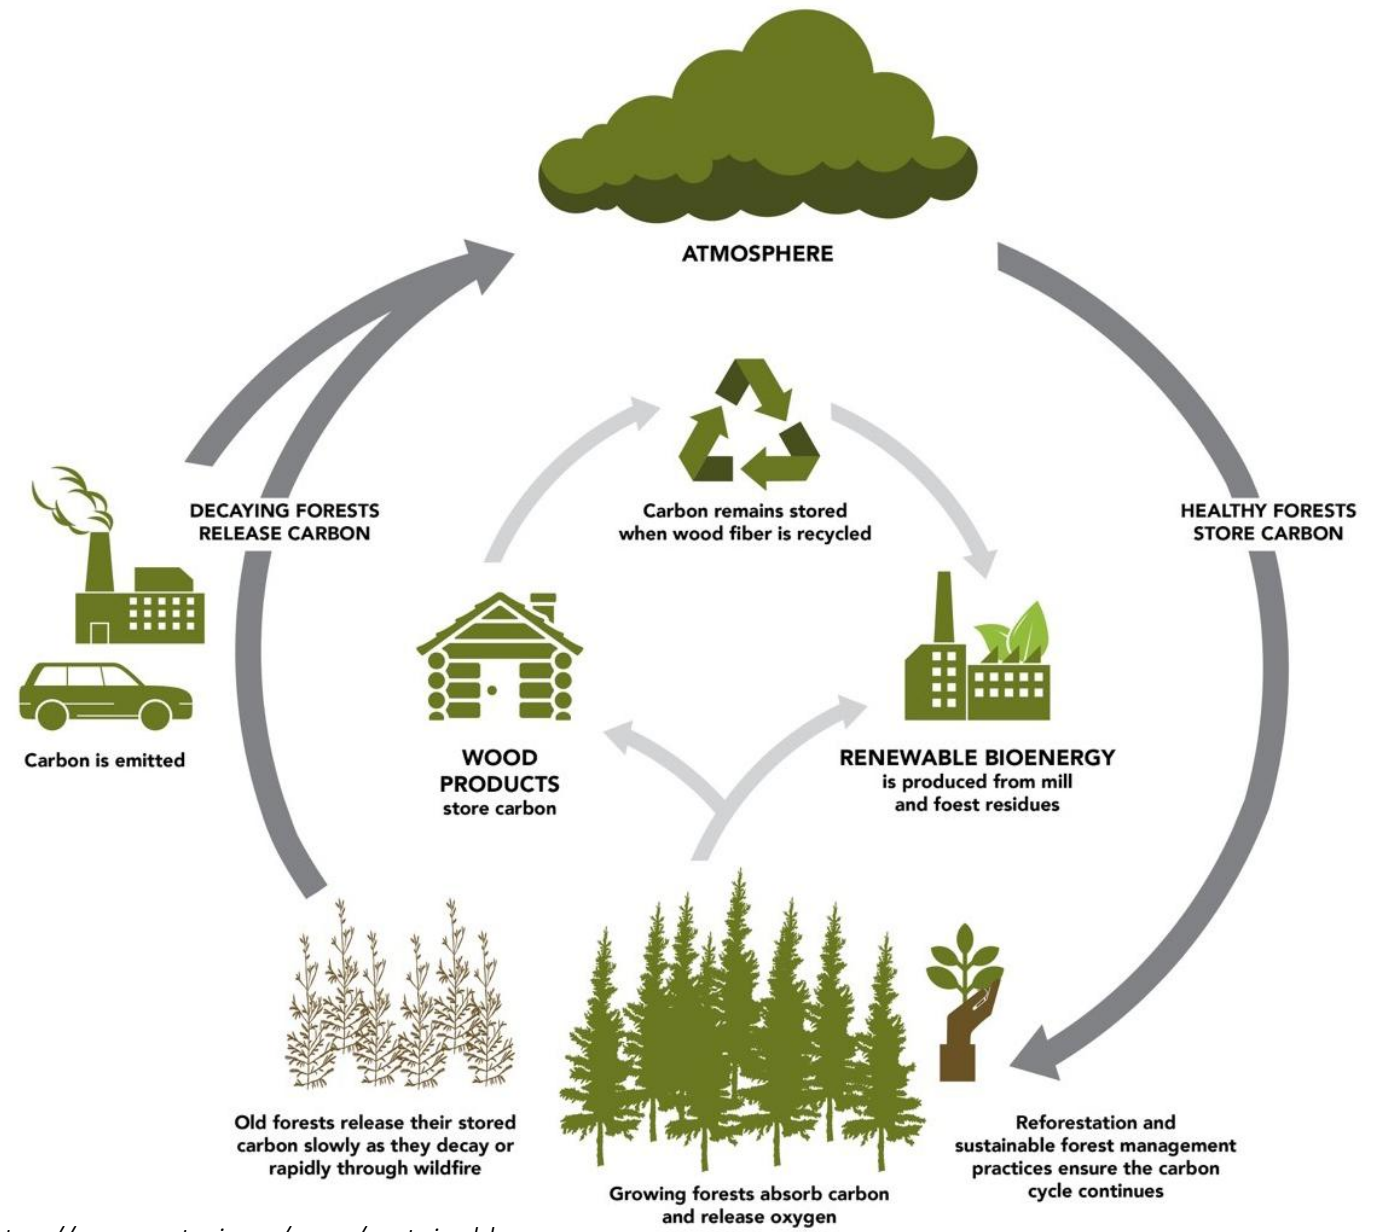 ATMOSPHERE
Carbon remains stored
when wood fiber is recycled
DECAYING FORESTS
RELEASE CARBON
HEALTHY FORESTS
STORE CARBON
Carbon is emitted
WOOD
PRODUCTS
store carbon
RENEWABLE BIOENERGY
is produced from mill
and foest residues
Old forests release their stored
carbon slowly as they decay or
rapidly through wildfire
Growing forests absorb carbon
and release oxygen
Reforestation and
sustainable forest management
practices ensure the carbon
cycle continues